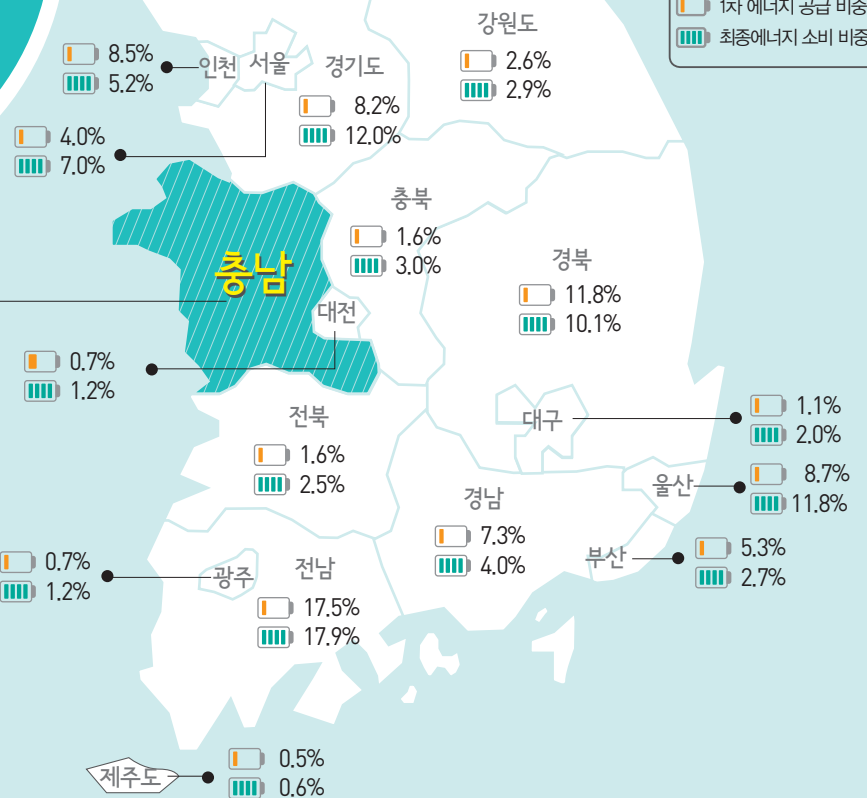 1차 에너지 공급 비중
최종에너지 소비 비중
강원도
2.6%
2.9%
8.5%
5.2%
인천
서울
경기도
8.2%
12.0%
4.0%
7.0%
충북
1.6%
3.0%
충남
대전
경북
11.8%
10.1%
0.7%
1.2%
전북
1.6%
2.5%
대구
1.1%
2.0%
울산
8.7%
11.8%
경남
7.3%
4.0%
부산
5.3%
2.7%
0.7%
1.2%
광주
전남
17.5%
17.9%
제주도
0.5%
0.6%